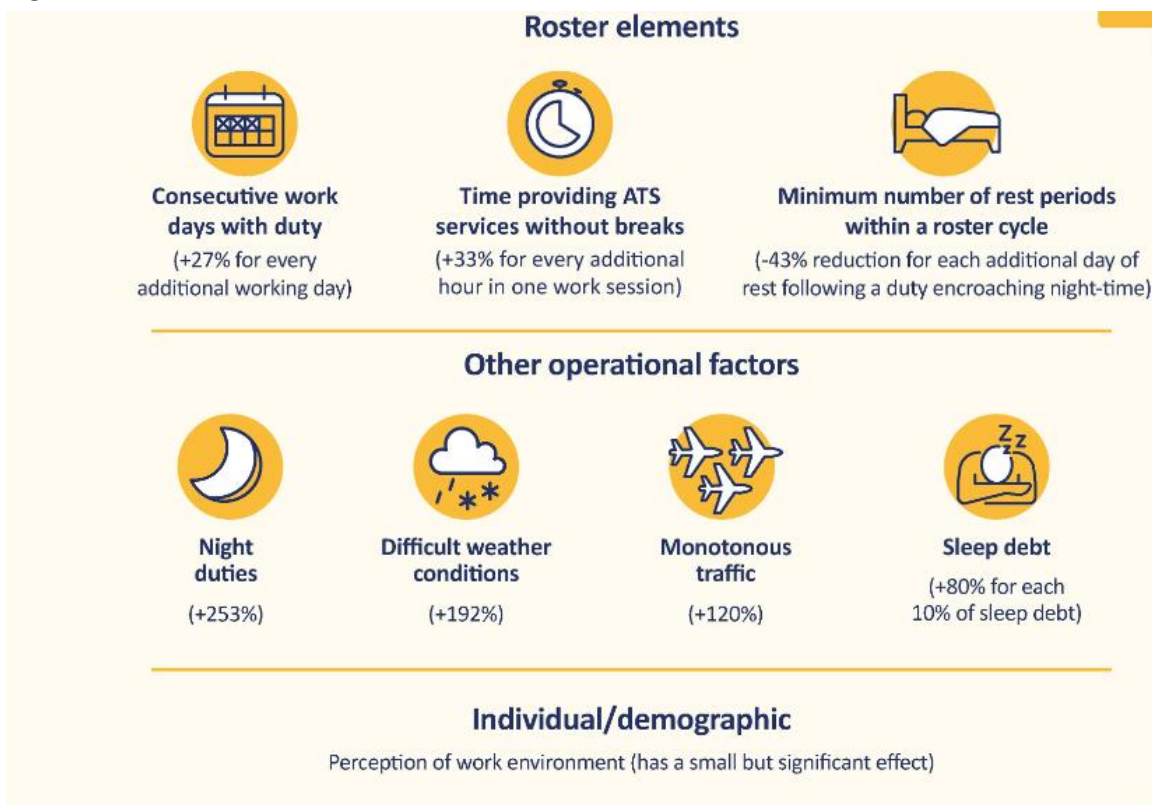 Roster elements
Consecutive work
days with duty
(+27% for every
additional working day)
Time providing ATS
services without breaks
(+33% for every additional
hour in one work session)
Minimum number of rest periods
within a roster cycle
(-43% reduction for each additional day of
rest following a duty encroaching night-time)
Other operational factors
Night
duties
(+253%)
Difficult weather
conditions
(+192%)
Monotonous
traffic
(+120%)
Z z
z
Sleep debt
(+80% for each
10% of sleep debt)
Individual/demographic
Perception of work environment (has a small but significant effect)